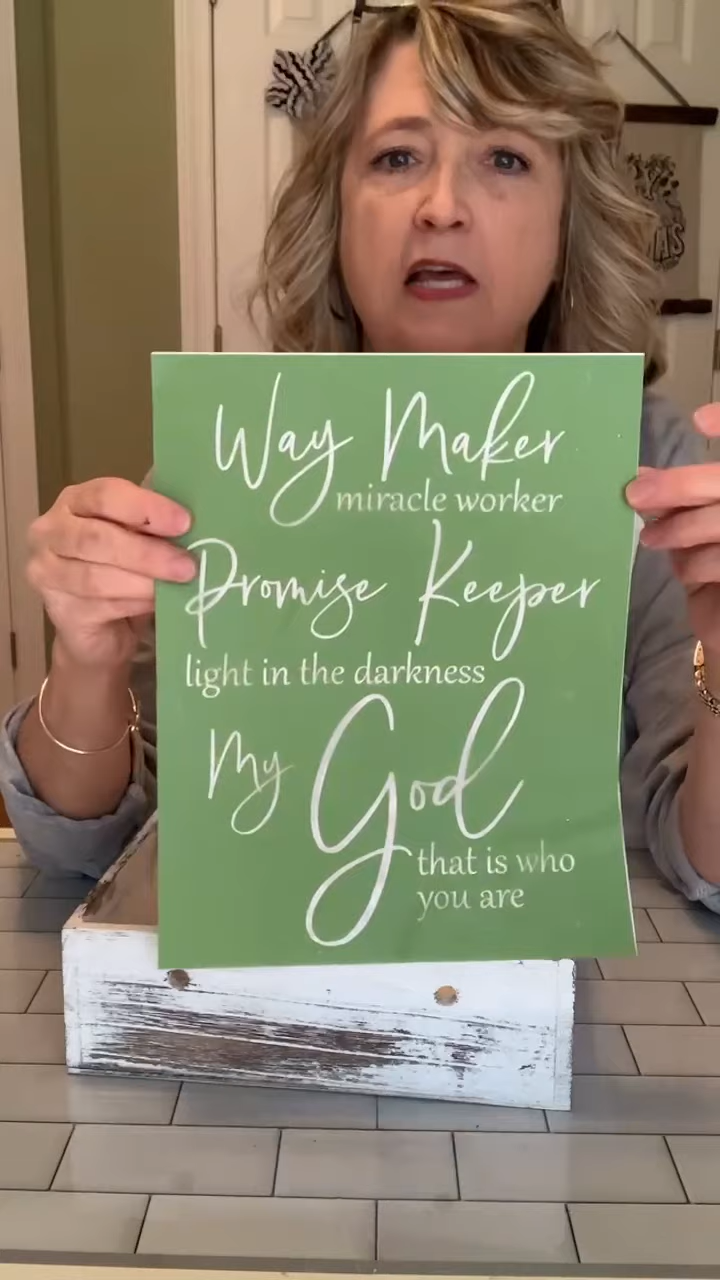 Way Maker
miracle worker
Promise Keeper
light in the darkness
My God
that is who
you are